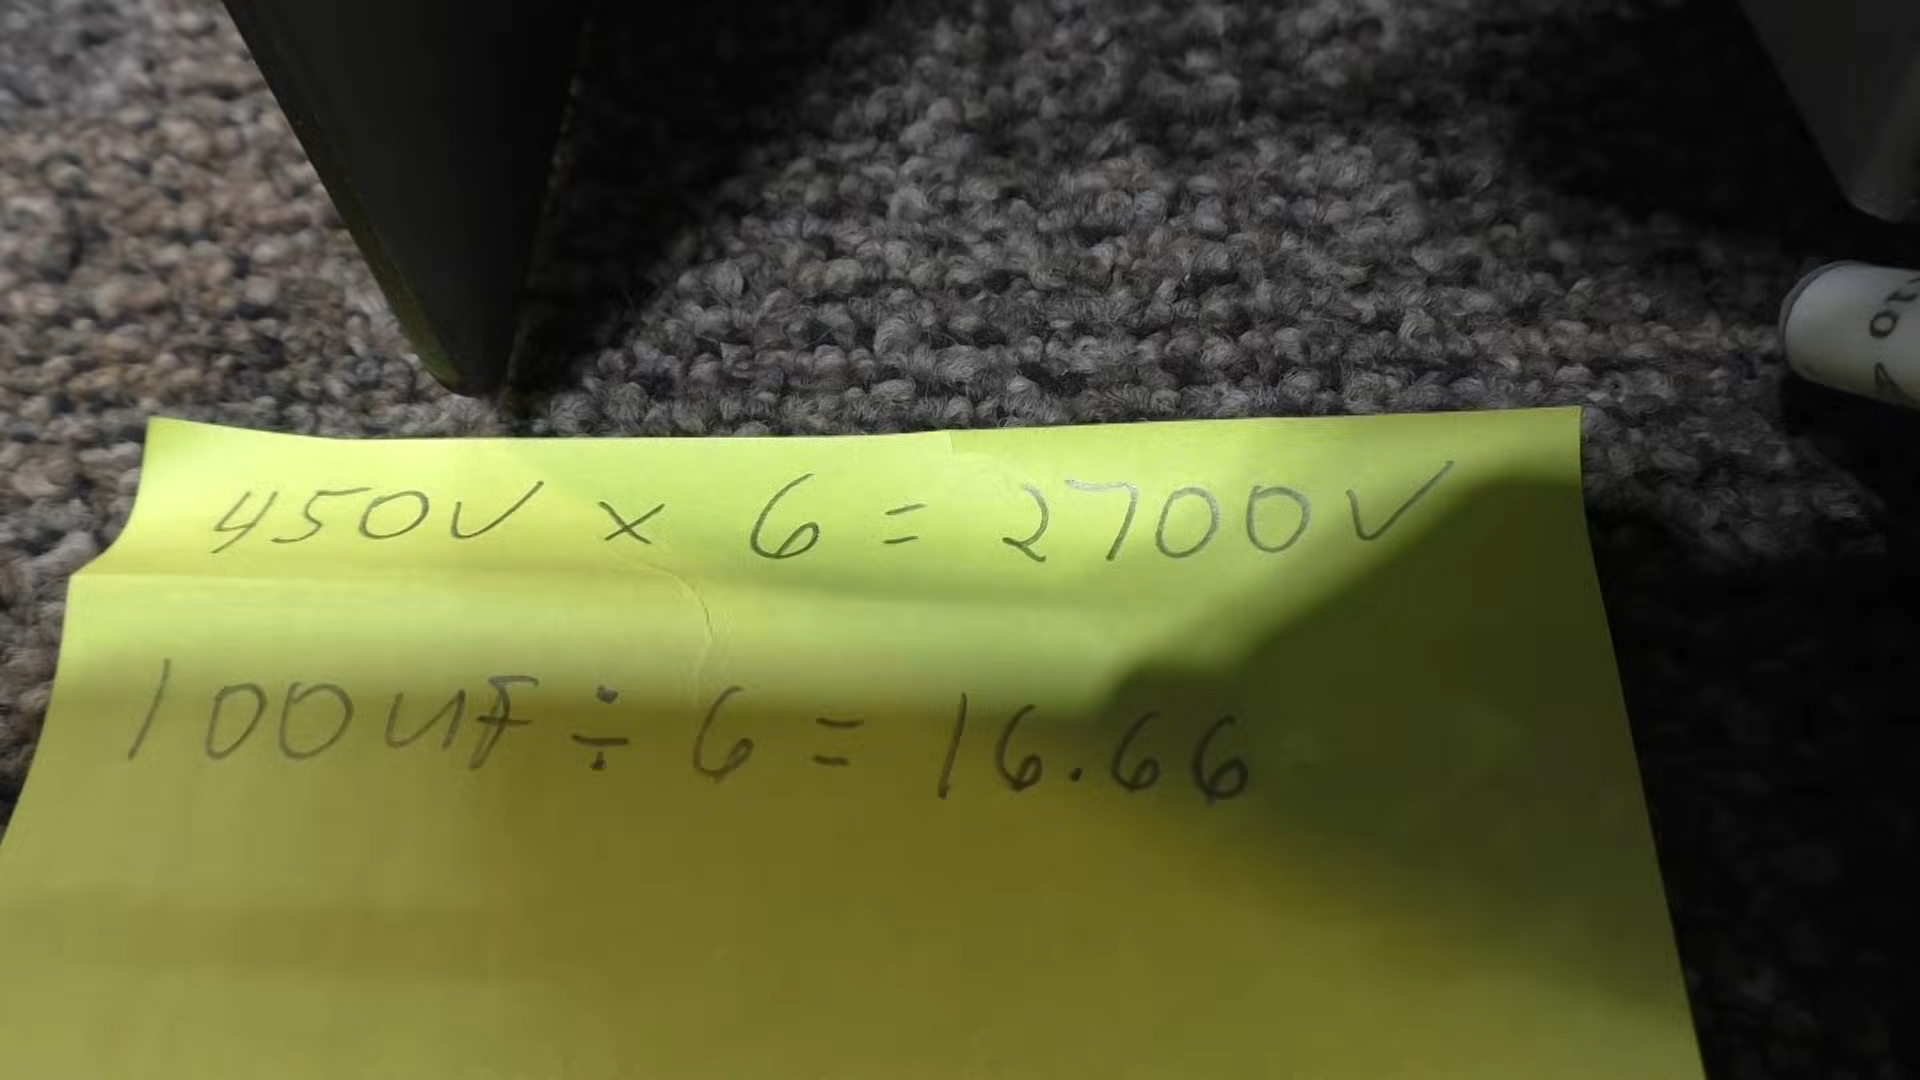 450V x 6 = 2700V
100uF ÷ 6 = 16.66